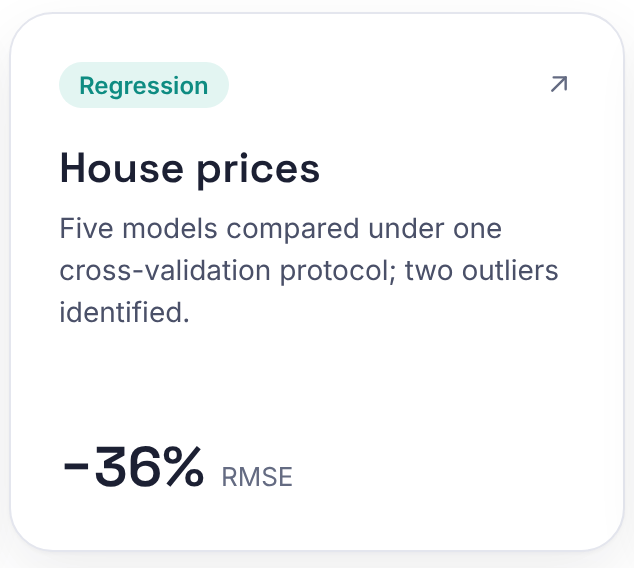 Regression
House prices
Five models compared under one
cross-validation protocol; two outliers
identified.
−36% RMSE